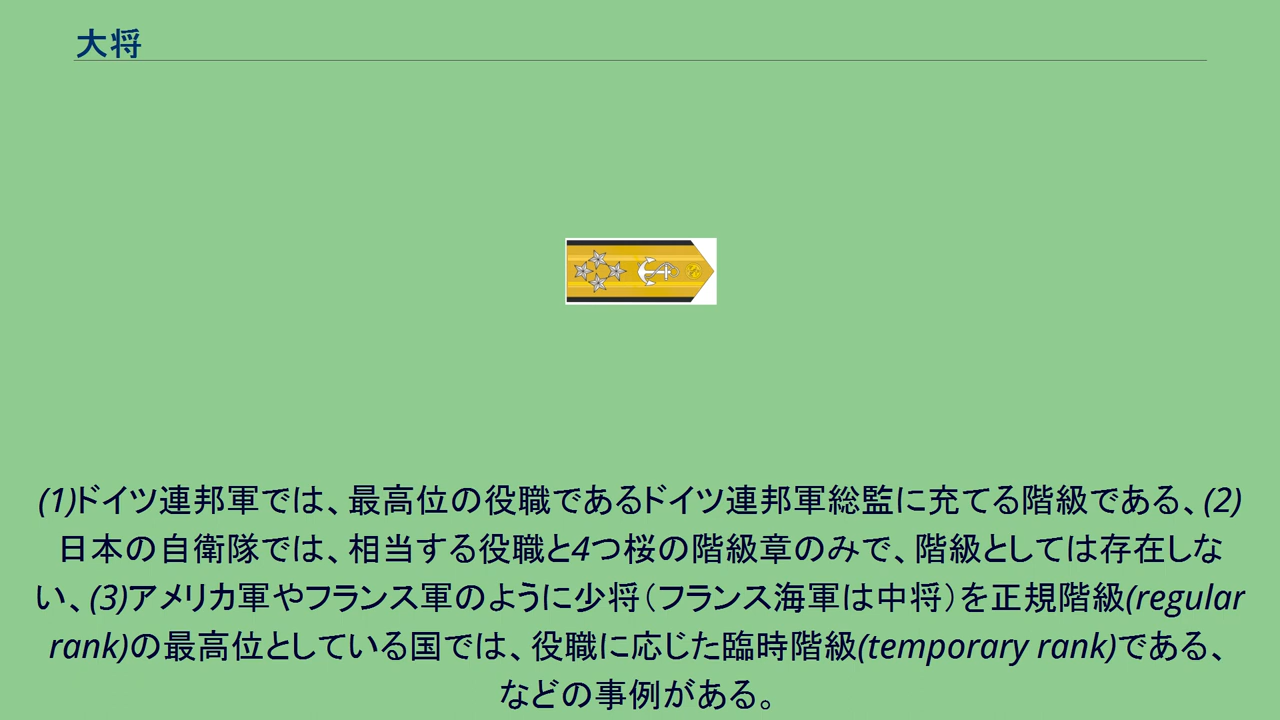 大将
(1)ドイツ連邦軍では、最高位の役職であるドイツ連邦軍総監に充てる階級である、(2)
日本の自衛隊では、相当する役職と4つ桜の階級章のみで、階級としては存在しな
い、(3)アメリカ軍やフランス軍のように少将（フランス海軍は中将）を正規階級(regular
rank)の最高位としている国では、役職に応じた臨時階級(temporary rank)である、
などの事例がある。